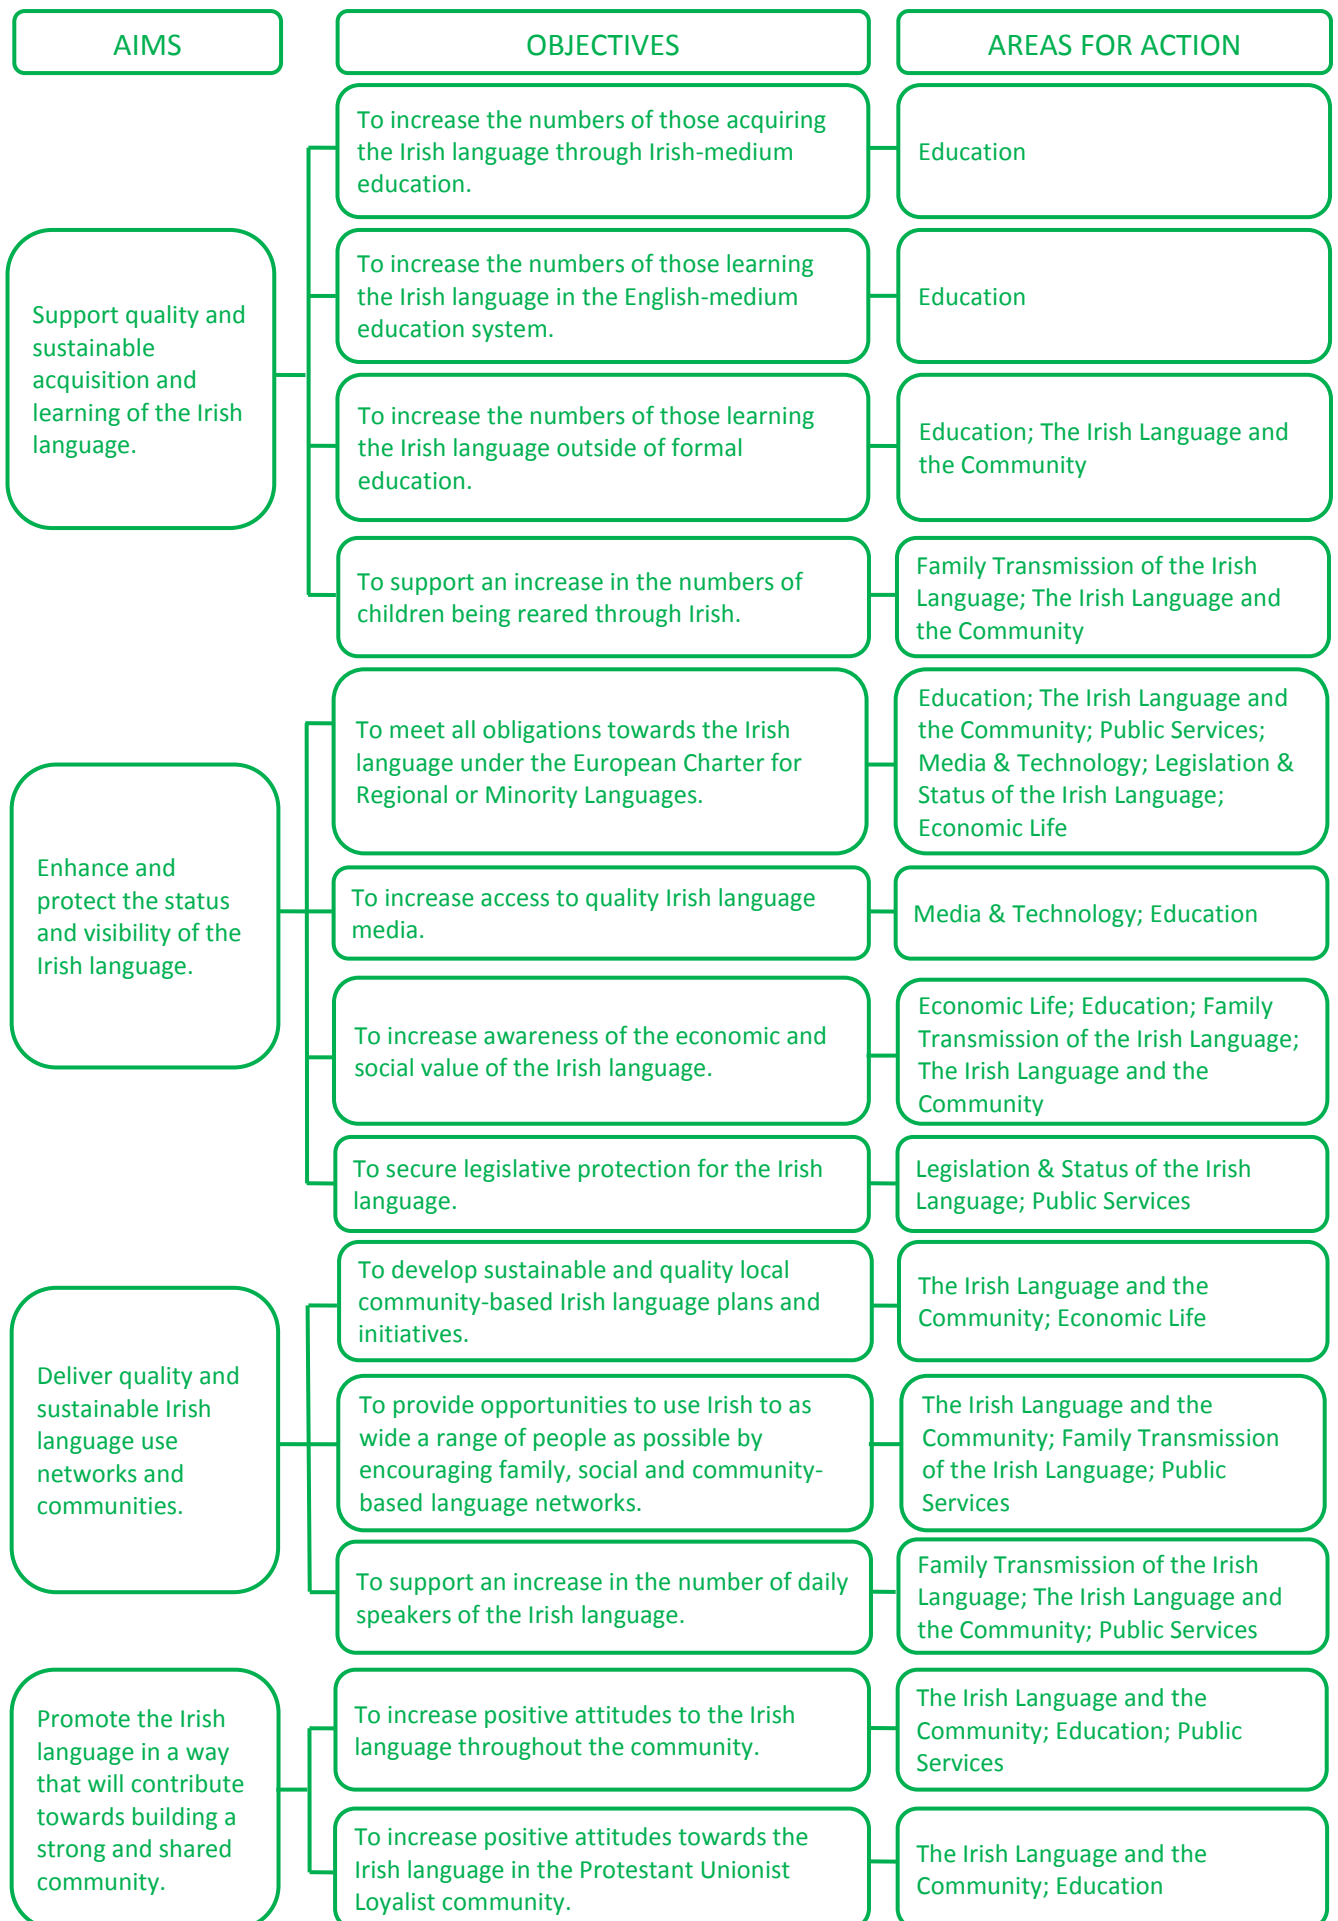 AIMS
OBJECTIVES
AREAS FOR ACTION
Support quality and
sustainable
acquisition and
learning of the Irish
language.
To increase the numbers of those acquiring
the Irish language through Irish-medium
education.
Education
To increase the numbers of those learning
the Irish language in the English-medium
education system.
Education
To increase the numbers of those learning
the Irish language outside of formal
education.
Education; The Irish Language and
the Community
To support an increase in the numbers of
children being reared through Irish.
Family Transmission of the Irish
Language; The Irish Language and
the Community
Enhance and
protect the status
and visibility of the
Irish language.
To meet all obligations towards the Irish
language under the European Charter for
Regional or Minority Languages.
Education; The Irish Language and
the Community; Public Services;
Media & Technology; Legislation &
Status of the Irish Language;
Economic Life
To increase access to quality Irish language
media.
Media & Technology; Education
To increase awareness of the economic and
social value of the Irish language.
Economic Life; Education; Family
Transmission of the Irish Language;
The Irish Language and the
Community
To secure legislative protection for the Irish
language.
Legislation & Status of the Irish
Language; Public Services
Deliver quality and
sustainable Irish
language use
networks and
communities.
To develop sustainable and quality local
community-based Irish language plans and
initiatives.
The Irish Language and the
Community; Economic Life
To provide opportunities to use Irish to as
wide a range of people as possible by
encouraging family, social and community-
based language networks.
The Irish Language and the
Community; Family Transmission
of the Irish Language; Public
Services
To support an increase in the number of daily
speakers of the Irish language.
Family Transmission of the Irish
Language; The Irish Language and
the Community; Public Services
Promote the Irish
language in a way
that will contribute
towards building a
strong and shared
community.
To increase positive attitudes to the Irish
language throughout the community.
The Irish Language and the
Community; Education; Public
Services
To increase positive attitudes towards the
Irish language in the Protestant Unionist
Loyalist community.
The Irish Language and the
Community; Education